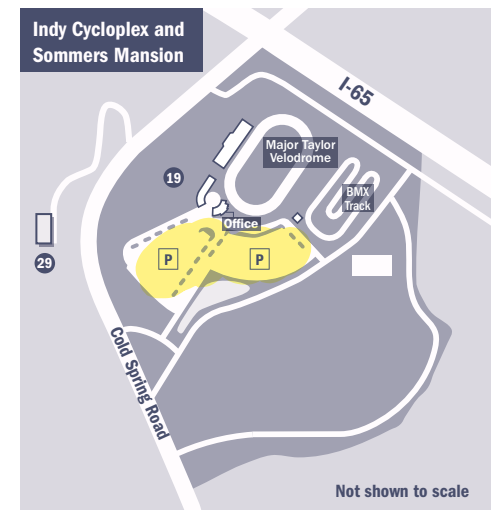 Indy Cycloplex and
Sommers Mansion
I-65
Major Taylor
Velodrome
19
BMX
Track
Office
P
P
29
Cold Spring Road
Not shown to scale